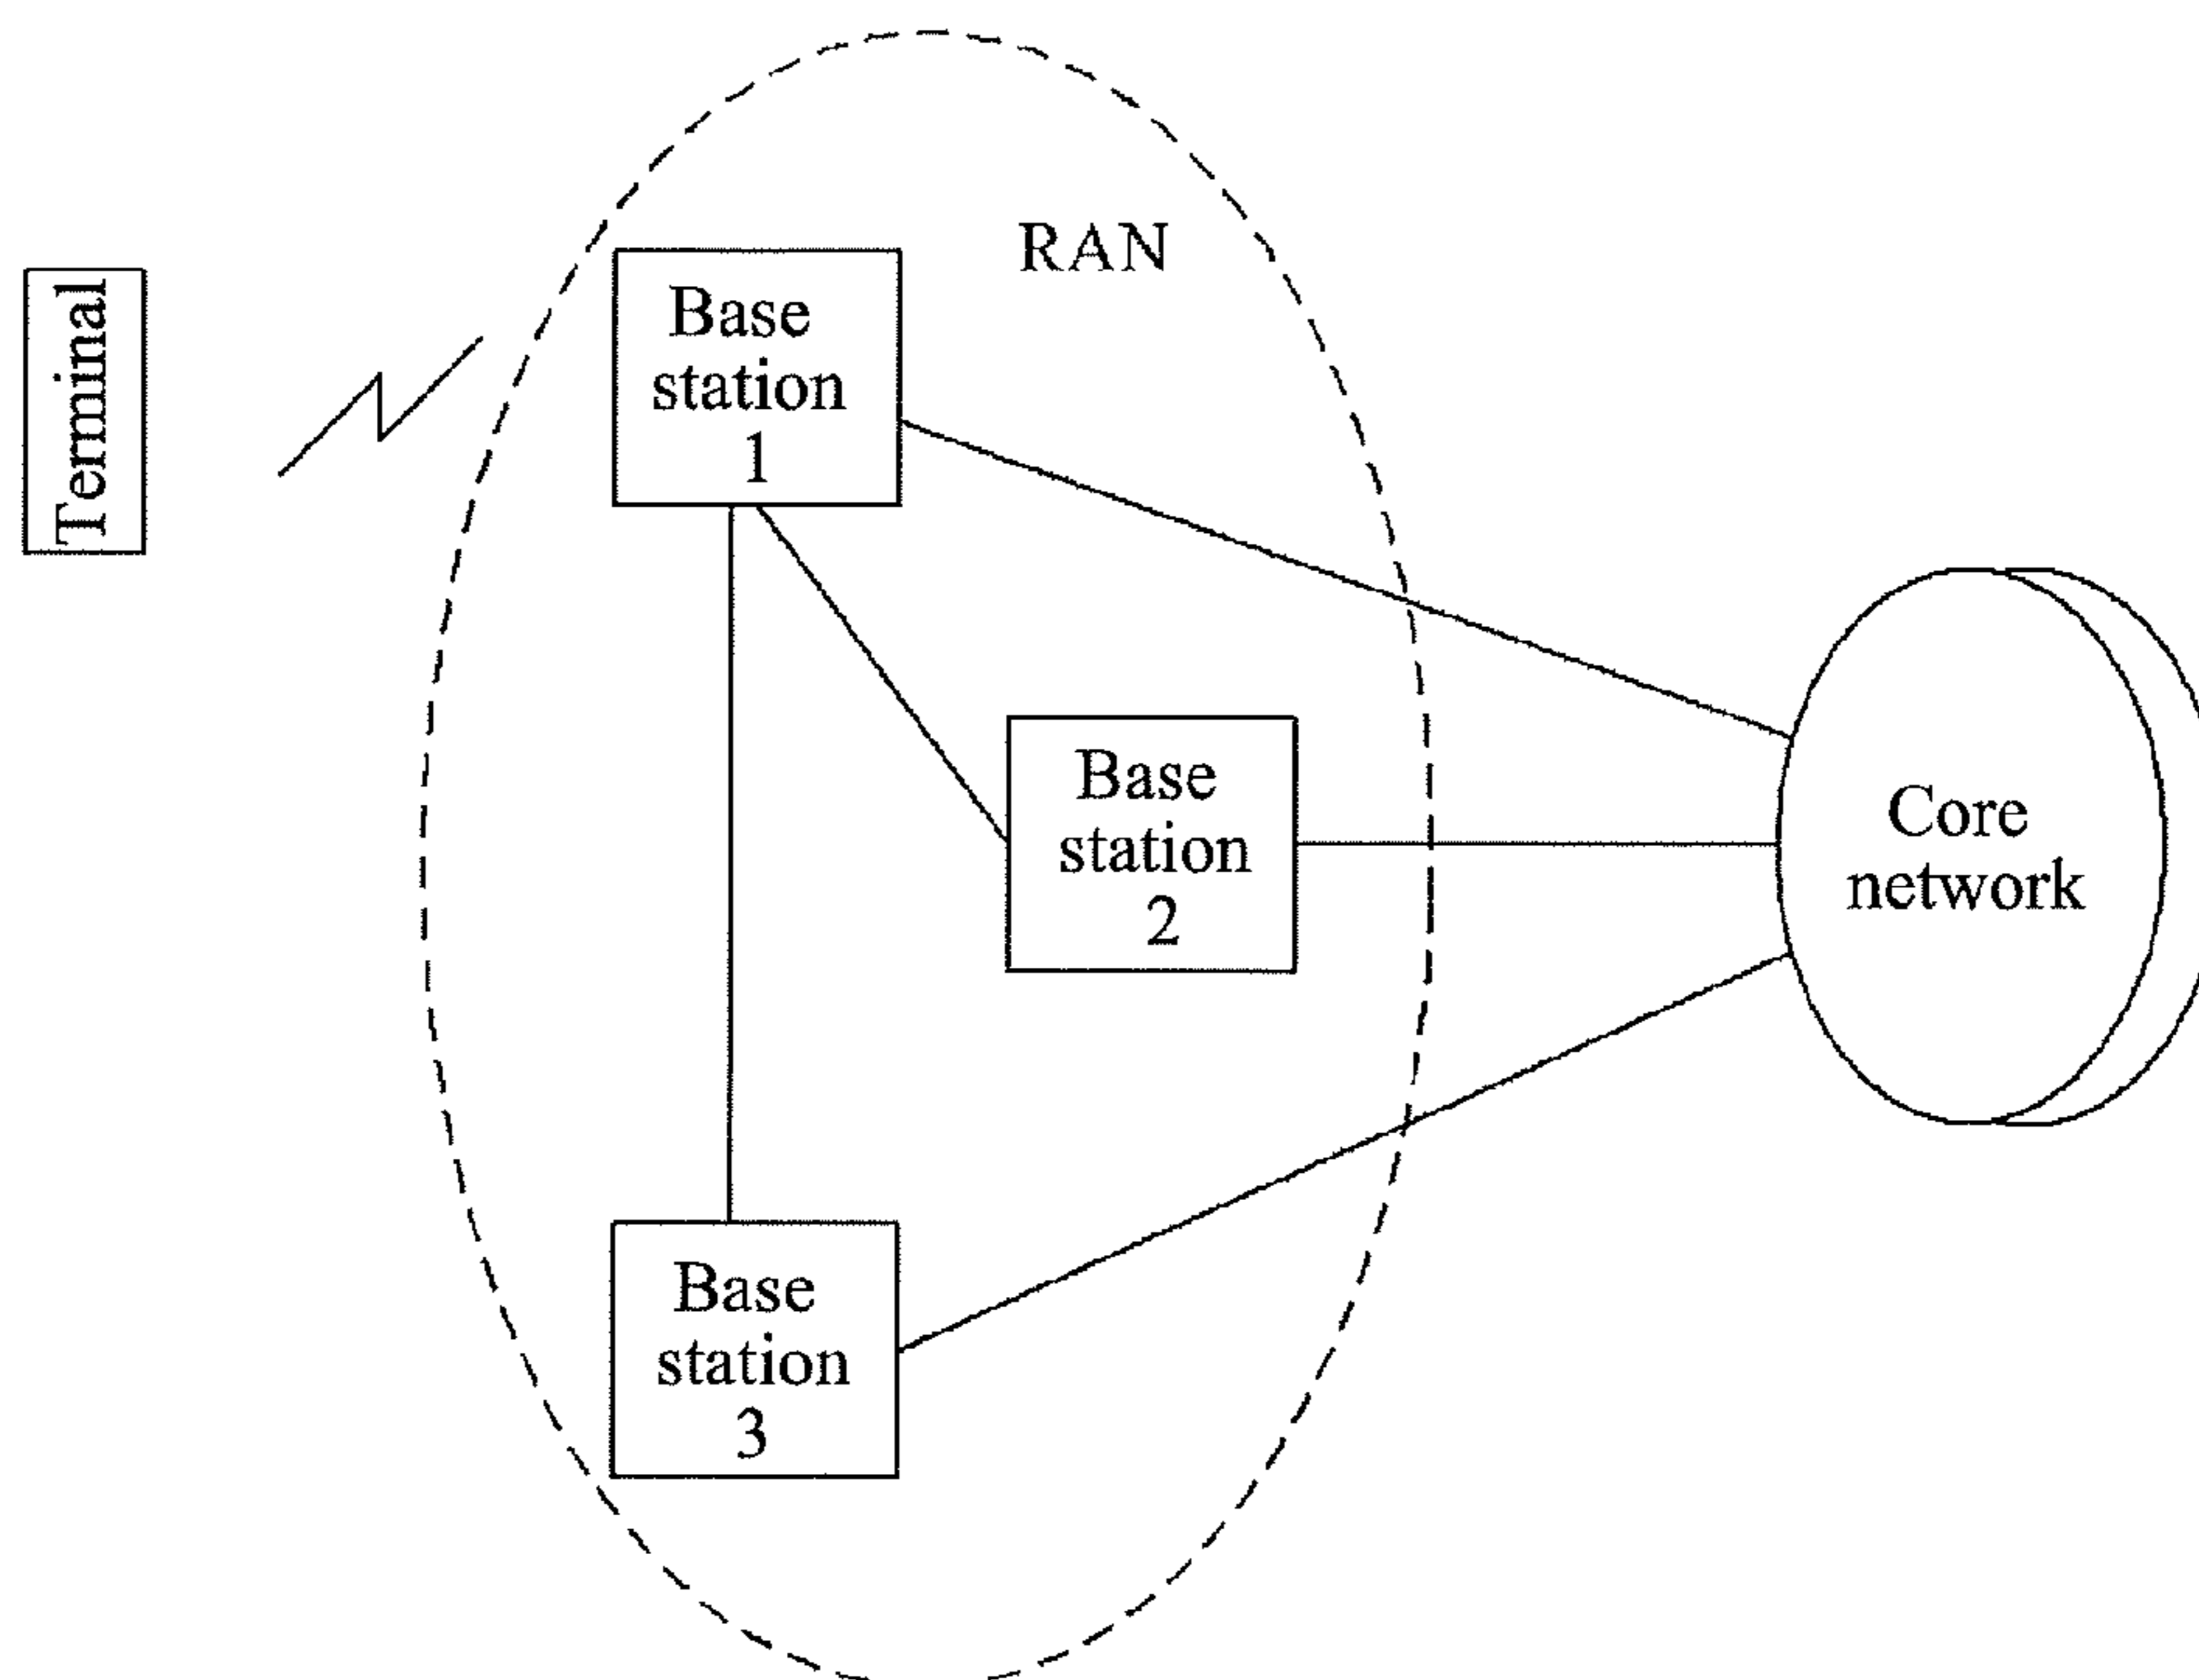 Terminal
RAN
Base
station
1
Base
station
2
Base
station
3
Core
network